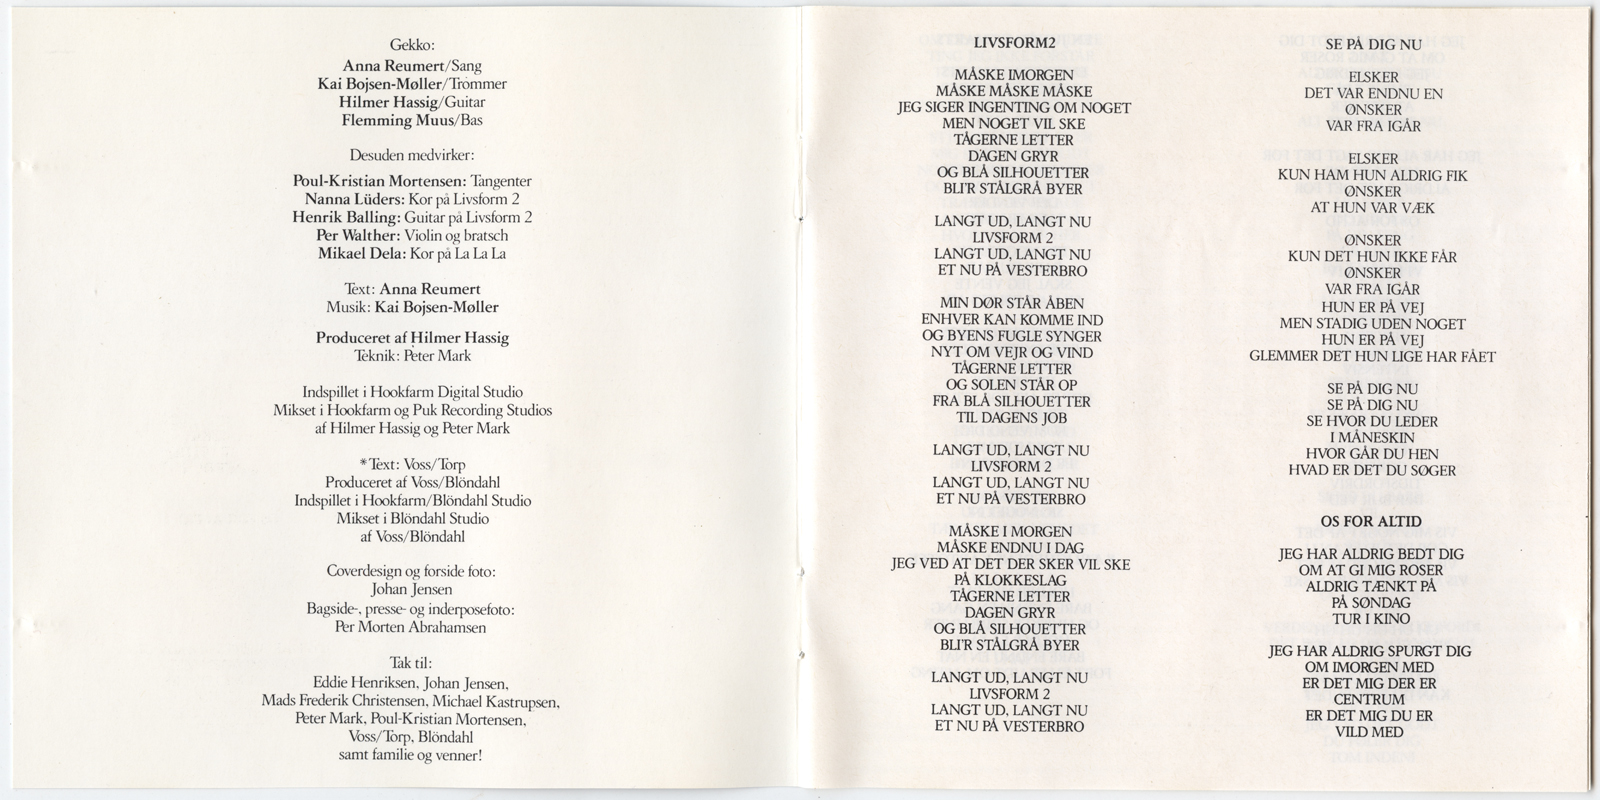 Gekko:
Anna Reumert/Sang
Kai Bojsen-Møller/Trommer
Hilmer Hassig/Guitar
Flemming Muus/Bas
Desuden medvirker:
Poul-Kristian Mortensen: Tangenter
Nanna Lüders: Kor på Livsform 2
Henrik Balling: Guitar på Livsform 2
Per Walther: Violin og bratsch
Mikael Dela: Kor på La La La
Text: Anna Reumert
Musik: Kai Bojsen-Møller
Produceret af Hilmer Hassig
Teknik: Peter Mark
Indspillet i Hookfarm Digital Studio
Mikset i Hookfarm og Puk Recording Studios
af Hilmer Hassig og Peter Mark
*Text: Voss/Torp
Produceret af Voss/Blöndahl
Indspillet i Hookfarm/Blöndahl Studio
Mikset i Blöndahl Studio
af Voss/Blöndahl
Coverdesign og forside foto:
Johan Jensen
Bagside-, presse- og inderposefoto:
Per Morten Abrahamsen
Tak til:
Eddie Henriksen, Johan Jensen,
Mads Frederik Christensen, Michael Kastrupsen,
Peter Mark, Poul-Kristian Mortensen,
Voss/Torp, Blöndahl
samt familie og venner!
LIVSFORM2
MÅSKE IMORGEN
MÅSKE MÅSKE MÅSKE
JEG SIGER INGENTING OM NOGET
MEN NOGET VIL SKE
TÅGERNE LETTER
DAGEN GRYR
OG BLÅ SILHOUETTER
BLI'R STÅLGRÅ BYER
LANGT UD, LANGT NU
LIVSFORM 2
LANGT UD, LANGT NU
ET NU PÅ VESTERBRO
MIN DØR STÅR ÅBEN
ENHVER KAN KOMME IND
OG BYENS FUGLE SYNGER
NYT OM VEJR OG VIND
TÅGERNE LETTER
OG SOLEN STÅR OP
FRA BLÅ SILHOUETTER
TIL DAGENS JOB
LANGT UD, LANGT NU
LIVSFORM 2
LANGT UD, LANGT NU
ET NU PÅ VESTERBRO
MÅSKE I MORGEN
MÅSKE ENDNU I DAG
JEG VED AT DET DER SKER VIL SKE
PÅ KLOKKESLAG
TÅGERNE LETTER
DAGEN GRYR
OG BLÅ SILHOUETTER
BLI'R STÅLGRÅ BYER
LANGT UD, LANGT NU
LIVSFORM 2
LANGT UD, LANGT NU
ET NU PÅ VESTERBRO
SE PÅ DIG NU
ELSKER
DET VAR ENDNU EN
ØNSKER
VAR FRA IGÅR
ELSKER
KUN HAM HUN ALDRIG FIK
ØNSKER
AT HUN VAR VÆK
ØNSKER
KUN DET HUN IKKE FÅR
ØNSKER
VAR FRA IGÅR
HUN ER PÅ VEJ
MEN STADIG UDEN NOGET
HUN ER PÅ VEJ
GLEMMER DET HUN LIGE HAR FÅET
SE PÅ DIG NU
SE PÅ DIG NU
SE HVOR DU LEDER
I MÅNESKIN
HVOR GÅR DU HEN
HVAD ER DET DU SØGER
OS FOR ALTID
JEG HAR ALDRIG BEDT DIG
OM AT GI MIG ROSER
ALDRIG TÆNKT PÅ
PÅ SØNDAG
TUR I KINO
JEG HAR ALDRIG SPURGT DIG
OM IMORGEN MED
ER DET MIG DER ER
CENTRUM
ER DET MIG DU ER
VILD MED